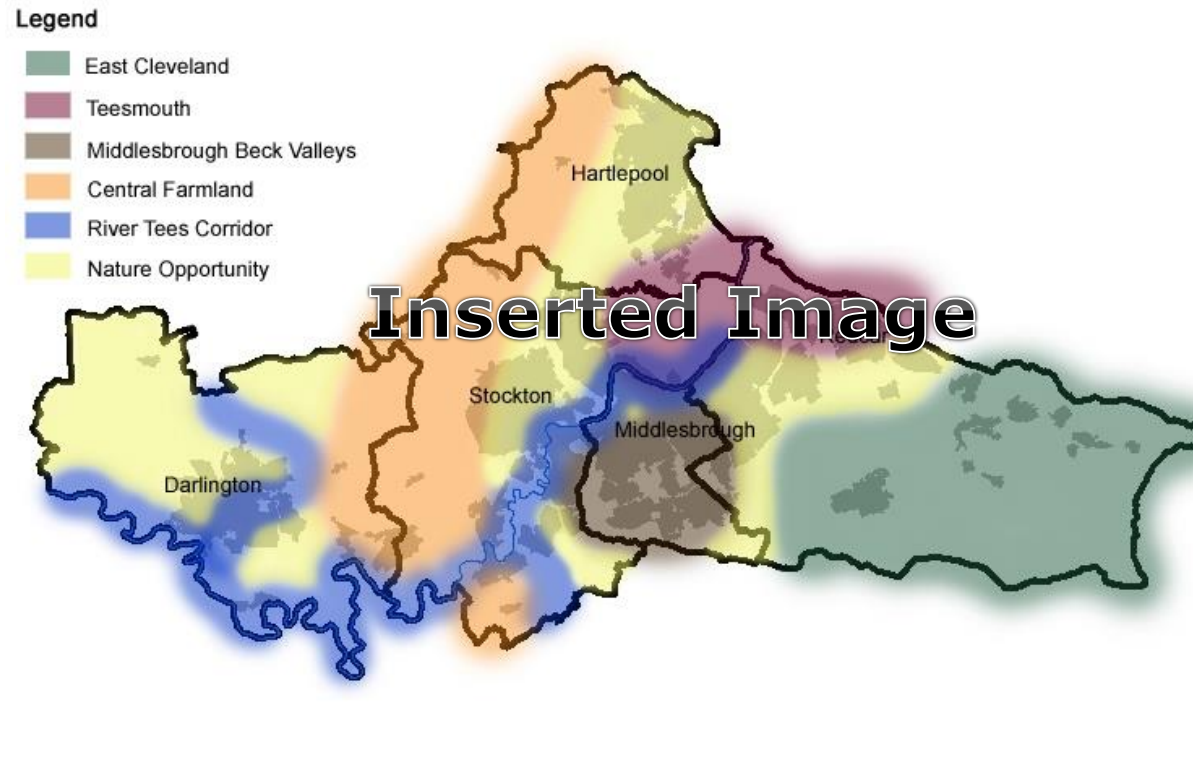 Legend
East Cleveland
Teesmouth
Middlesbrough Beck Valleys
Central Farmland
River Tees Corridor
Nature Opportunity
Hartlepool
Inserted Image
Stockton
Middlesbrough
Darlington